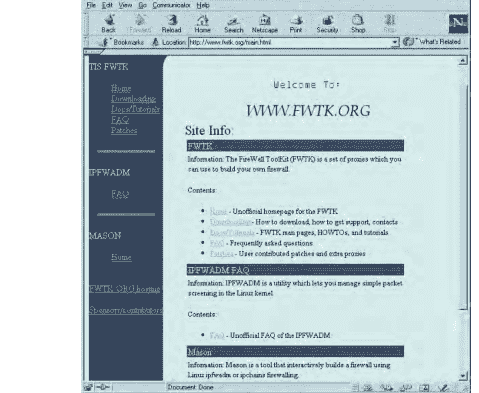 File Edit View Go Communicator Help
Back Forward Reload Home Search Netscape Print Security Shop Stop
N
Bookmarks Location: http://www.fwtk.org/main.html What's Related
TIS FWTK
Home
Downloading
Docs/Tutorials
FAQ
Patches
IPFWADM
FAQ
MASON
Home
FWTK.ORG hosting
Sponsors/contributors
Welcome To:
WWW.FWTK.ORG
Site Info:
FWTK
Information: The FireWall ToolKit (FWTK) is a set of proxies which you
can use to build your own firewall.
Contents:
Home - Unofficial homepage for the FWTK
Downloading - How to download, how to get support, contacts
Docs/Tutorials - FWTK man pages, HOWTOs, and tutorials
FAQ - Frequently asked questions
Patches - User contributed patches and extra proxies
IPFWADM FAQ
Information: IPFWADM is a utility which lets you manage simple packet
screening in the Linux kernel
Contents:
FAQ - Unofficial FAQ of the IPFWADM
Mason
Information: Mason is a tool that interactively builds a firewall using
Linux ipfwadm or ipchains firewalling.
Document: Done